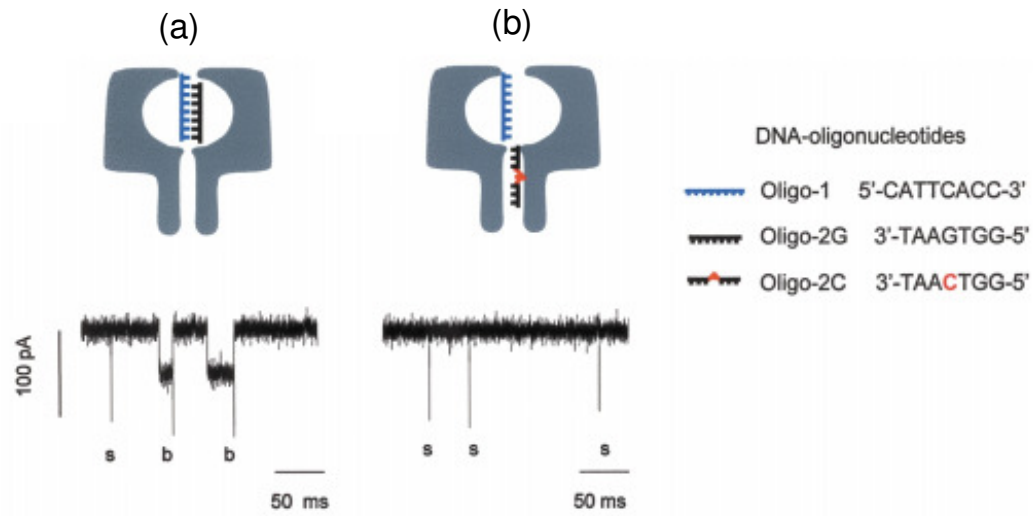 (a)
(b)
DNA-oligonucleotides
Oligo-1 5'-CATTCACC-3'
Oligo-2G 3'-TAAGTGG-5'
Oligo-2C 3'-TAACTGG-5'
100 pA
s b b
50 ms
s s s
50 ms